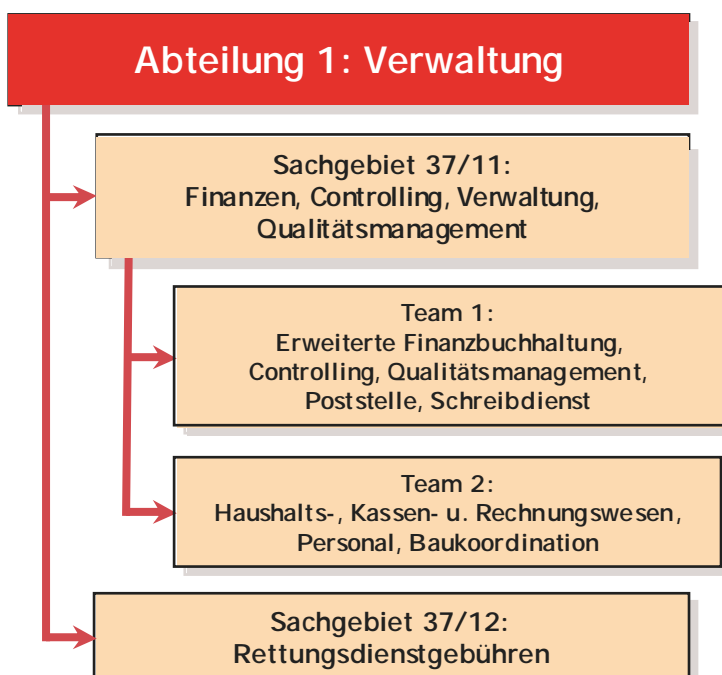 Abteilung 1: Verwaltung
Sachgebiet 37/11:
Finanzen, Controlling, Verwaltung,
Qualitätsmanagement
Team 1:
Erweiterte Finanzbuchhaltung,
Controlling, Qualitätsmanagement,
Poststelle, Schreibdienst
Team 2:
Haushalts-, Kassen- u. Rechnungswesen,
Personal, Baukoordination
Sachgebiet 37/12:
Rettungsdienstgebühren